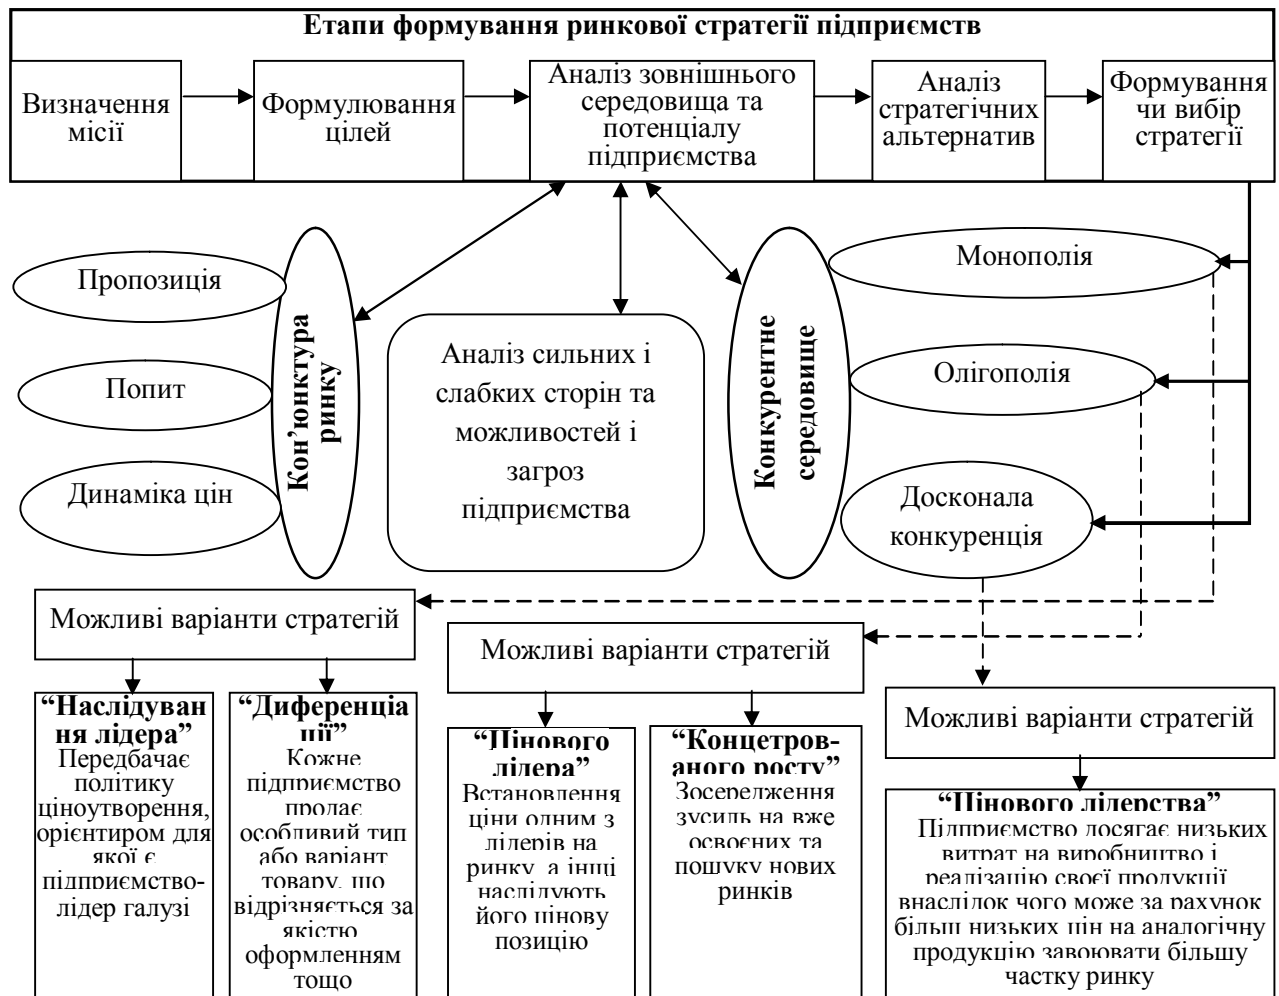 Етапи формування ринкової стратегії підприємств
Визначення
місії
Формулювання
цілей
Аналіз зовнішнього
середовища та
потенціалу
підприємства
Аналіз
стратегічних
альтернатив
Формування
чи вибір
стратегії
Пропозиція
Попит
Динаміка цін
Кон’юнктура
ринку
Аналіз сильних і
слабких сторін та
можливостей і
загроз
підприємства
Конкурентне
середовище
Монополія
Олігополія
Досконала
конкуренція
Можливі варіанти стратегій
“Наслідуван
ня лідера”
Передбачає
політику
ціноутворення,
орієнтиром для
якої є
підприємство-
лідер галузі
“Диференціа
ції”
Кожне
підприємство
продає
особливий тип
або варіант
товару, що
відрізняється за
якістю
оформленням
тощо
Можливі варіанти стратегій
“Цінового
лідера”
Встановлення
ціни одним з
лідерів на
ринку, а інші
наслідують
його цінову
позицію
“Концетров-
аного росту”
Зосередження
зусиль на вже
освоєних та
пошуку нових
ринків
Можливі варіанти стратегій
“Цінового лідерства”
Підприємство досягає низьких
витрат на виробництво і
реалізацію своєї продукції
внаслідок чого може за рахунок
більш низьких цін на аналогічну
продукцію завоювати більшу
частку ринку